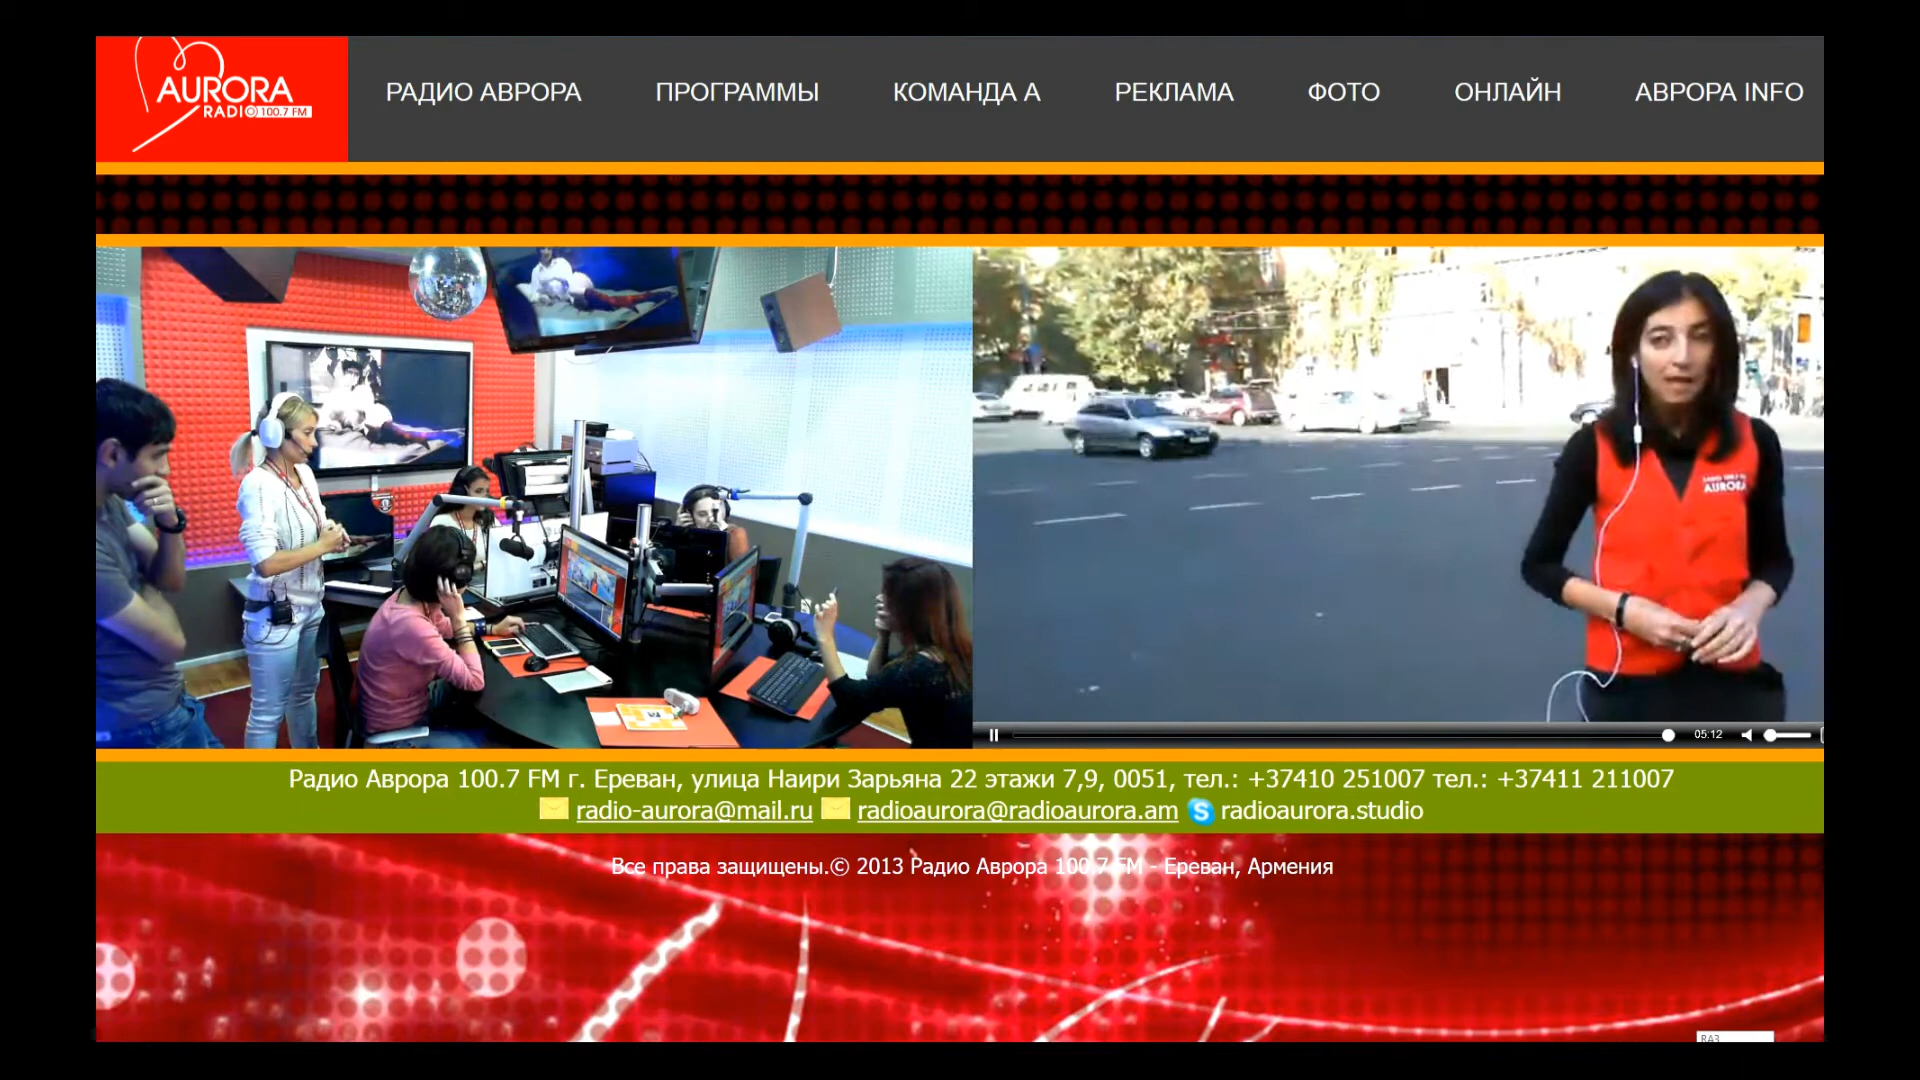 AURORA
RADIO 100.7 FM
РАДИО АВРОРА
ПРОГРАММЫ
КОМАНДА А
РЕКЛАМА
ФОТО
ОНЛАЙН
АВРОРА INFO
AURORA
05:12
Радио Аврора 100.7 FM г. Ереван, улица Наири Зарьяна 22 этажи 7,9, 0051, тел.: +37410 251007 тел.: +37411 211007
radio-aurora@mail.ru radioaurora@radioaurora.am radioaurora.studio
Все права защищены.© 2013 Радио Аврора 100.7 FM - Ереван, Армения